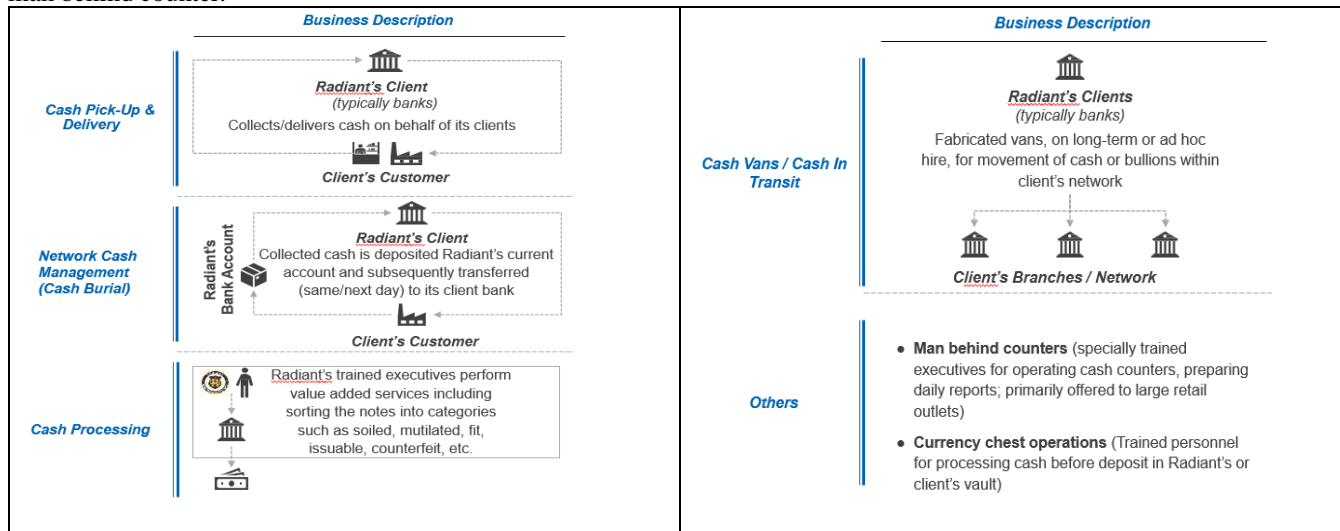 man behind counter.
Business Description
Cash Pick-Up &
Delivery
Radiant's Client
(typically banks)
Collects/delivers cash on behalf of its clients
Client's Customer
Network Cash
Management
(Cash Burial)
Radiant's
Bank Account
Radiant's Client
Collected cash is deposited Radiant's current
account and subsequently transferred
(same/next day) to its client bank
Client's Customer
Cash Processing
Radiant's trained executives perform
value added services including
sorting the notes into categories
such as soiled, mutilated, fit,
issuable, counterfeit, etc.
Business Description
Cash Vans / Cash In
Transit
Radiant's Clients
(typically banks)
Fabricated vans, on long-term or ad hoc
hire, for movement of cash or bullions within
client's network
Client's Branches / Network
Others
● Man behind counters (specially trained
executives for operating cash counters, preparing
daily reports; primarily offered to large retail
outlets)
● Currency chest operations (Trained personnel
for processing cash before deposit in Radiant's or
client's vault)